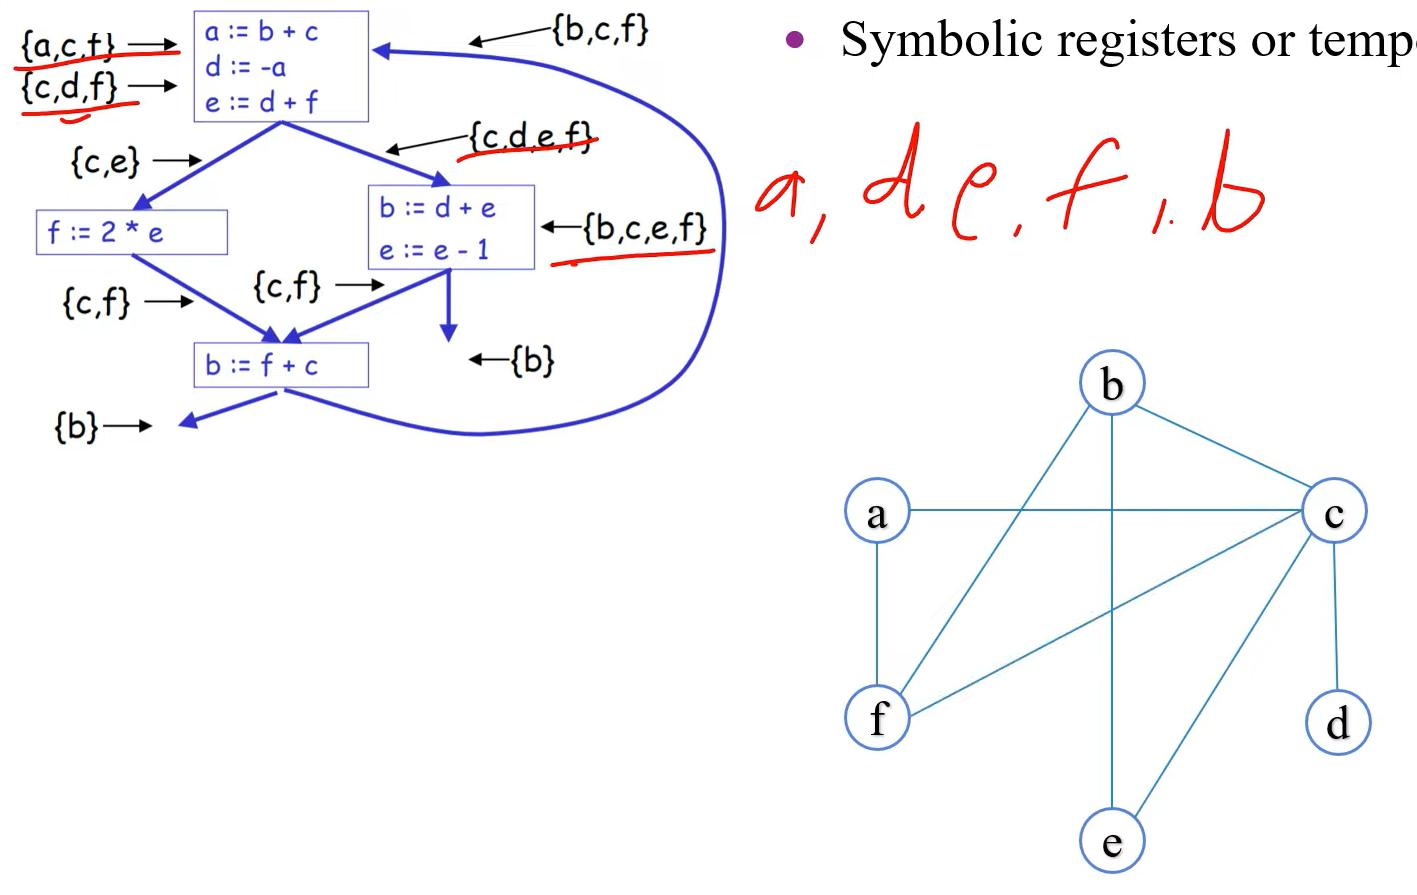 {a,c,f}
{c,d,f}
a := b + c
d := -a
e := d + f
{b,c,f}
{c,e}
{c,d,e,f}
f := 2 * e
b := d + e
e := e - 1
{b,c,e,f}
{c,f}
{c,f}
b := f + c
{b}
{b}
• Symbolic registers or temp
a, d e, f, b
b
a
c
f
d
e